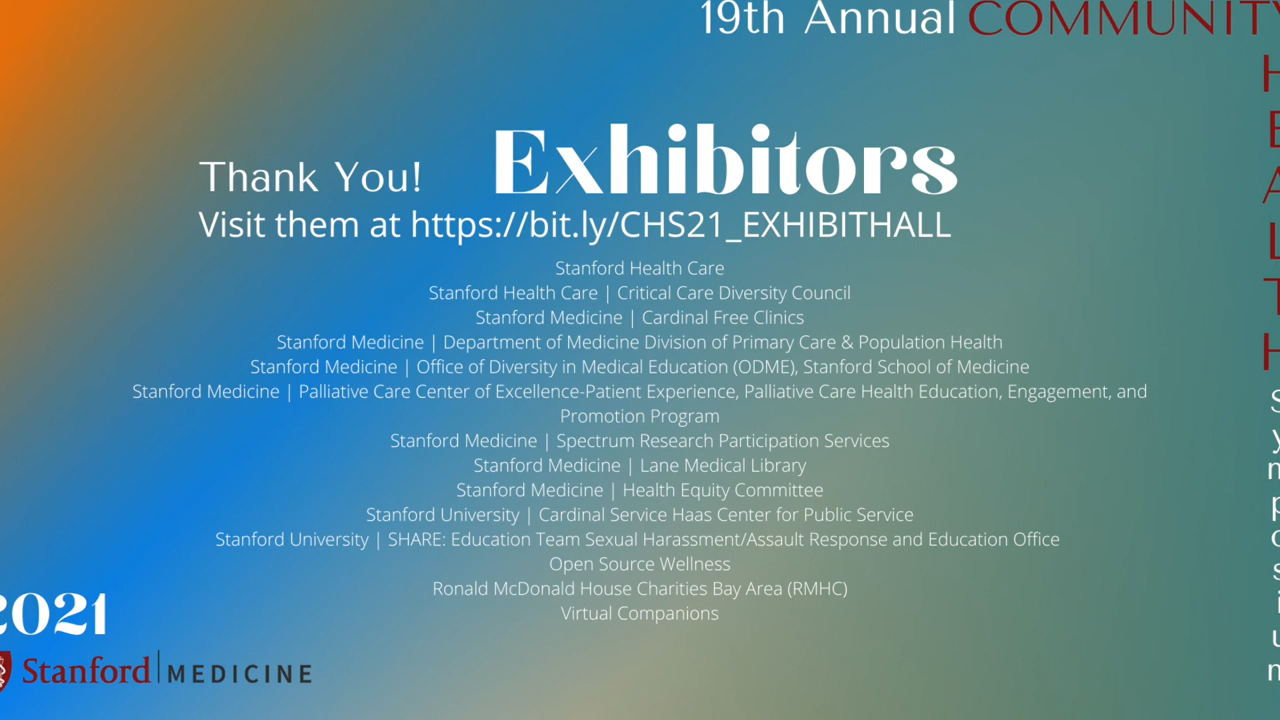 19th Annual COMMUNITY
HEALTH
Symposium
Thank You! Exhibitors
Visit them at https://bit.ly/CHS21_EXHIBITHALL
Stanford Health Care
Stanford Health Care | Critical Care Diversity Council
Stanford Medicine | Cardinal Free Clinics
Stanford Medicine | Department of Medicine Division of Primary Care & Population Health
Stanford Medicine | Office of Diversity in Medical Education (ODME), Stanford School of Medicine
Stanford Medicine | Palliative Care Center of Excellence-Patient Experience, Palliative Care Health Education, Engagement, and
Promotion Program
Stanford Medicine | Spectrum Research Participation Services
Stanford Medicine | Lane Medical Library
Stanford Medicine | Health Equity Committee
Stanford University | Cardinal Service Haas Center for Public Service
Stanford University | SHARE: Education Team Sexual Harassment/Assault Response and Education Office
Open Source Wellness
Ronald McDonald House Charities Bay Area (RMHC)
Virtual Companions
2021
Stanford | MEDICINE